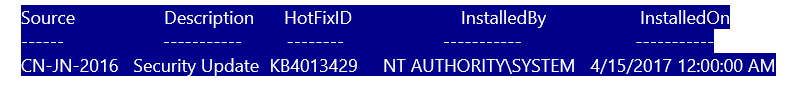 Source Description HotFixID InstalledBy InstalledOn
------ ----------- -------- ----------- -----------
CN-JN-2016 Security Update KB4013429 NT AUTHORITY\SYSTEM 4/15/2017 12:00:00 AM